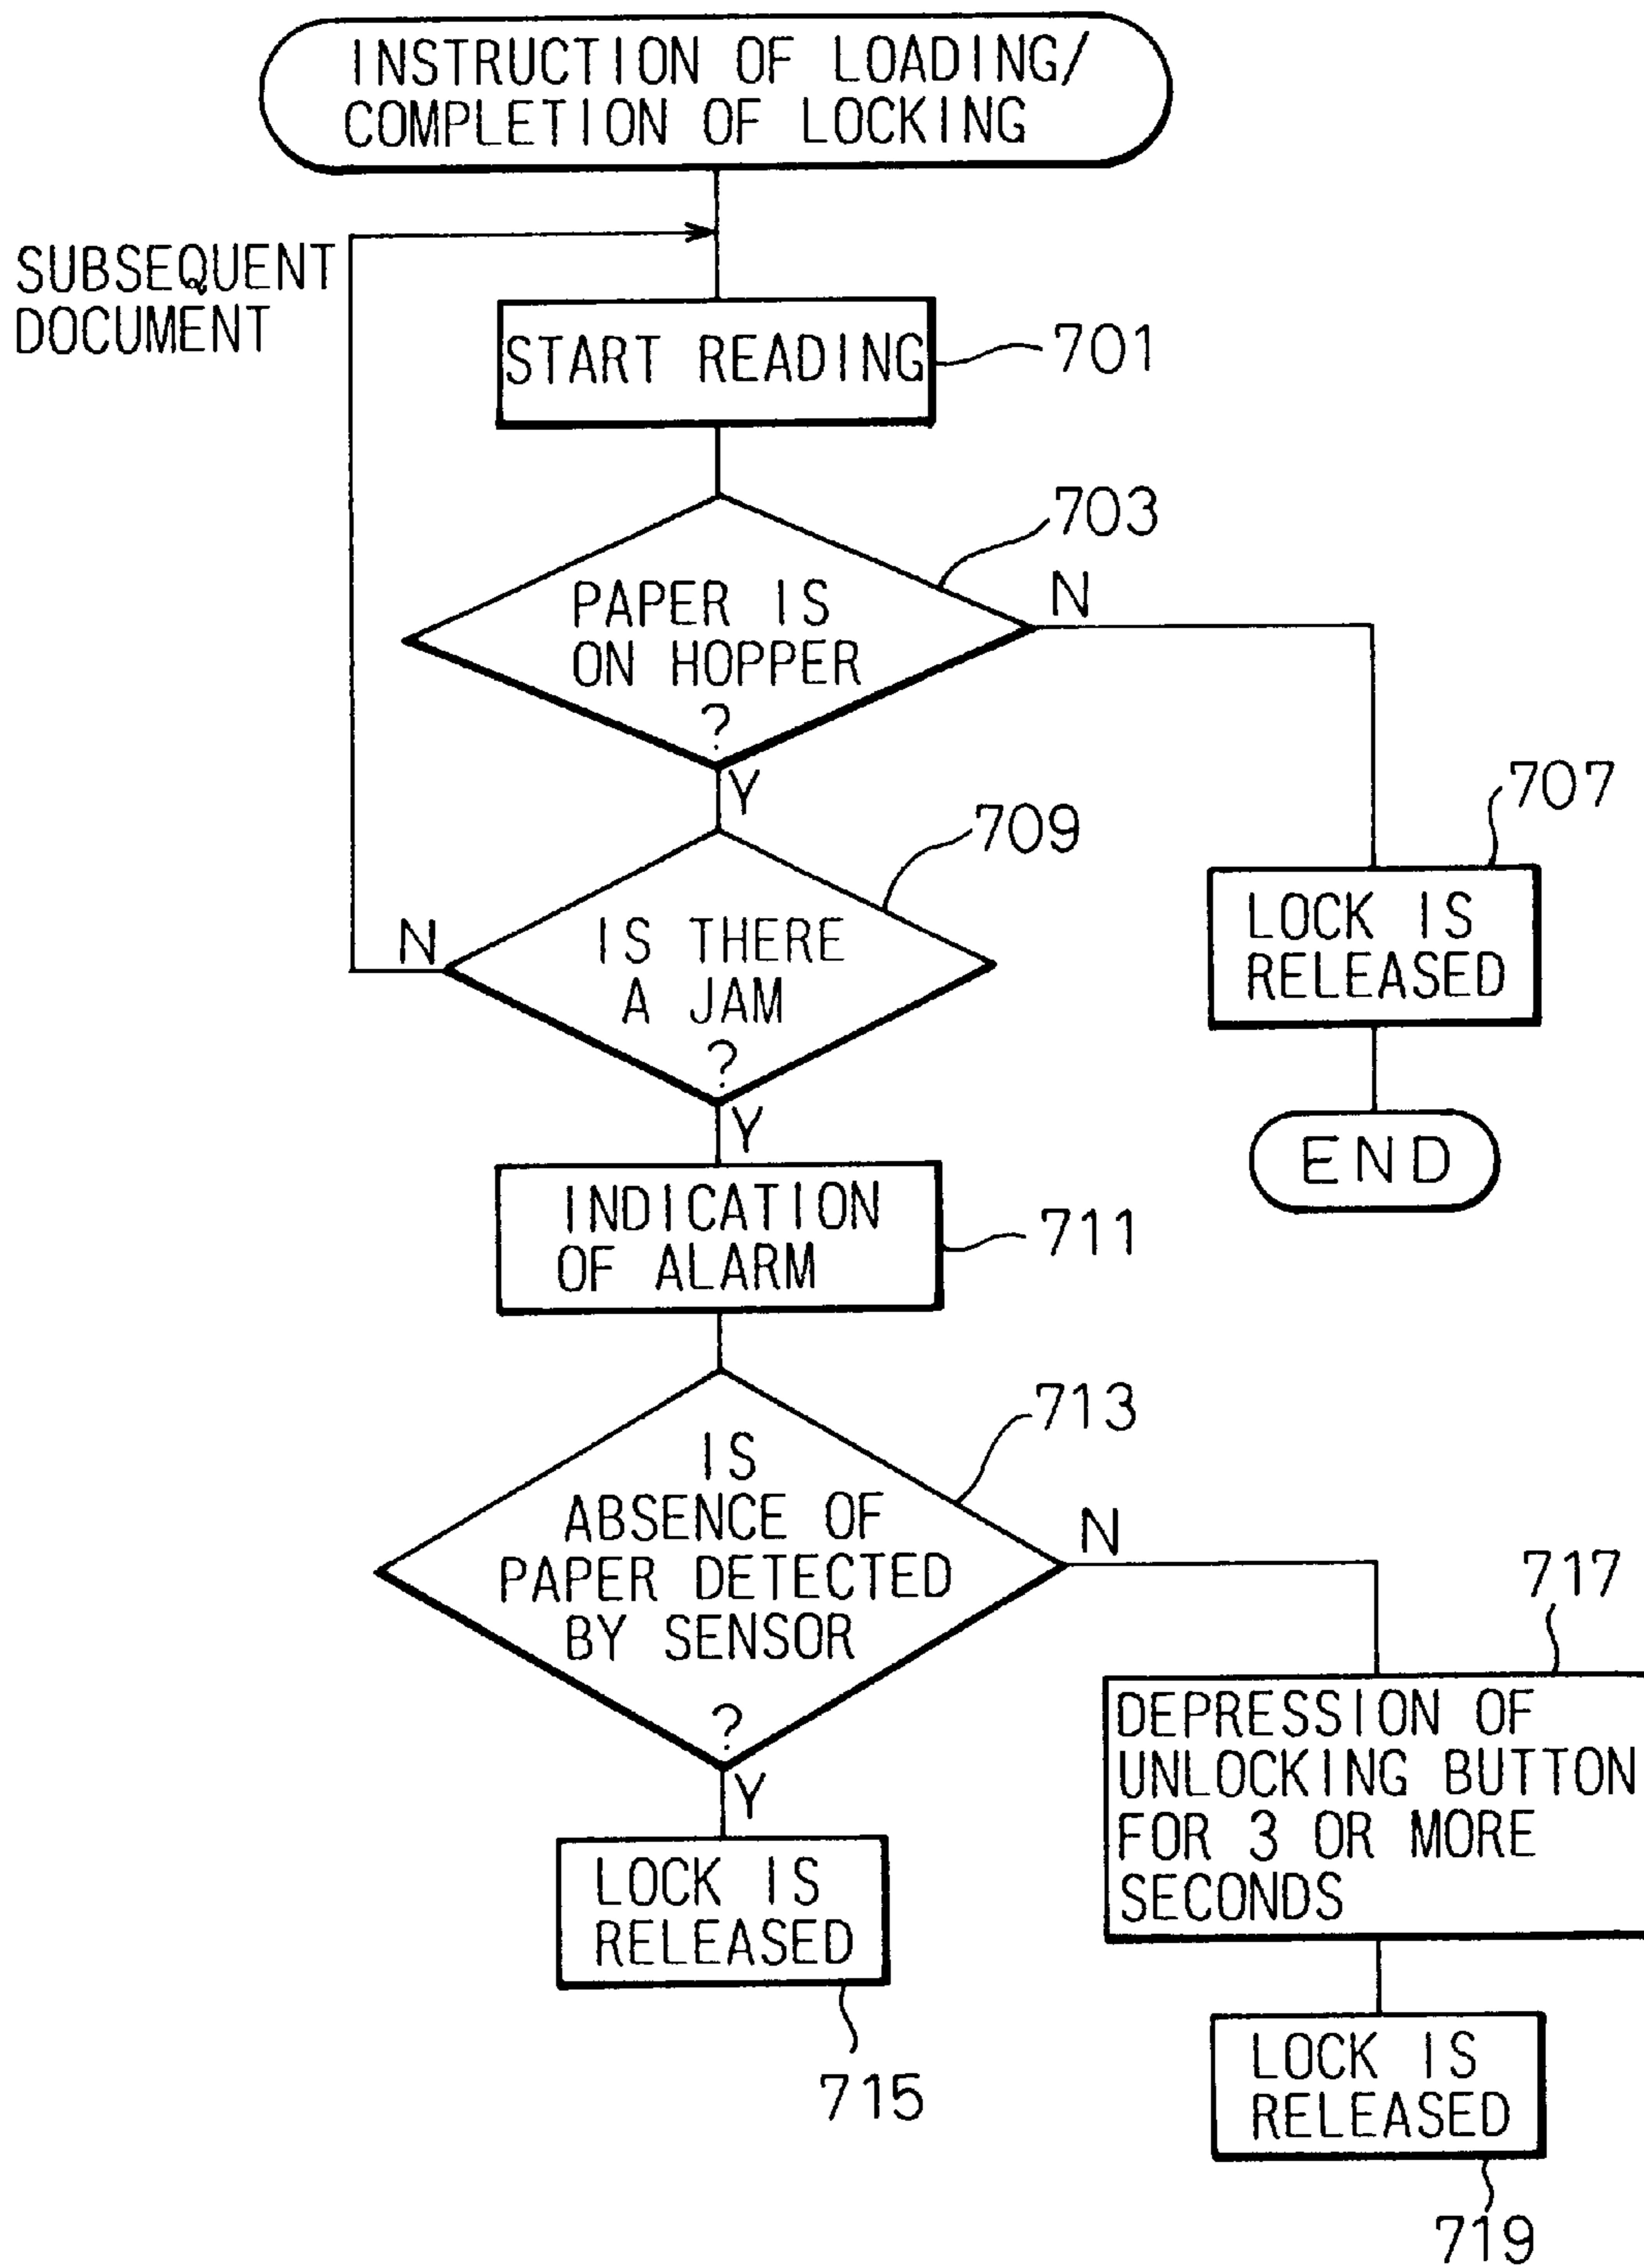 INSTRUCTION OF LOADING/
COMPLETION OF LOCKING
SUBSEQUENT
DOCUMENT
START READING
701
703
PAPER IS
ON HOPPER
?
N
Y
707
709
LOCK IS
RELEASED
N
IS THERE
A JAM
?
Y
END
INDICATION
OF ALARM
711
713
IS
ABSENCE OF
PAPER DETECTED
BY SENSOR
?
N
Y
717
DEPRESSION OF
UNLOCKING BUTTON
FOR 3 OR MORE
SECONDS
LOCK IS
RELEASED
715
LOCK IS
RELEASED
719